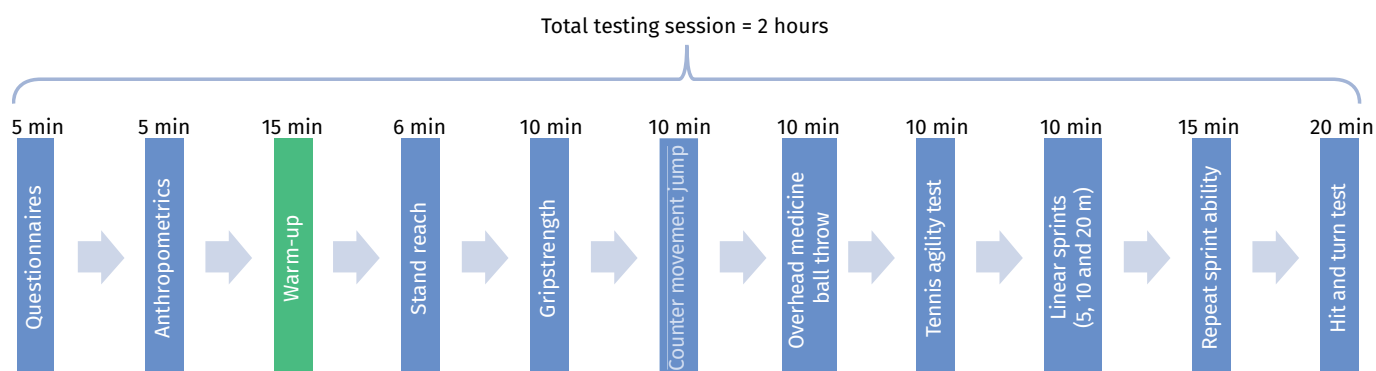 Total testing session = 2 hours
5 min
5 min
15 min
6 min
10 min
10 min
10 min
10 min
10 min
15 min
20 min
Questionnaires
Anthropometrics
Warm-up
Stand reach
Gripstrength
Counter movement jump
Overhead medicine
ball throw
Tennis agility test
Linear sprints
(5, 10 and 20 m)
Repeat sprint ability
Hit and turn test